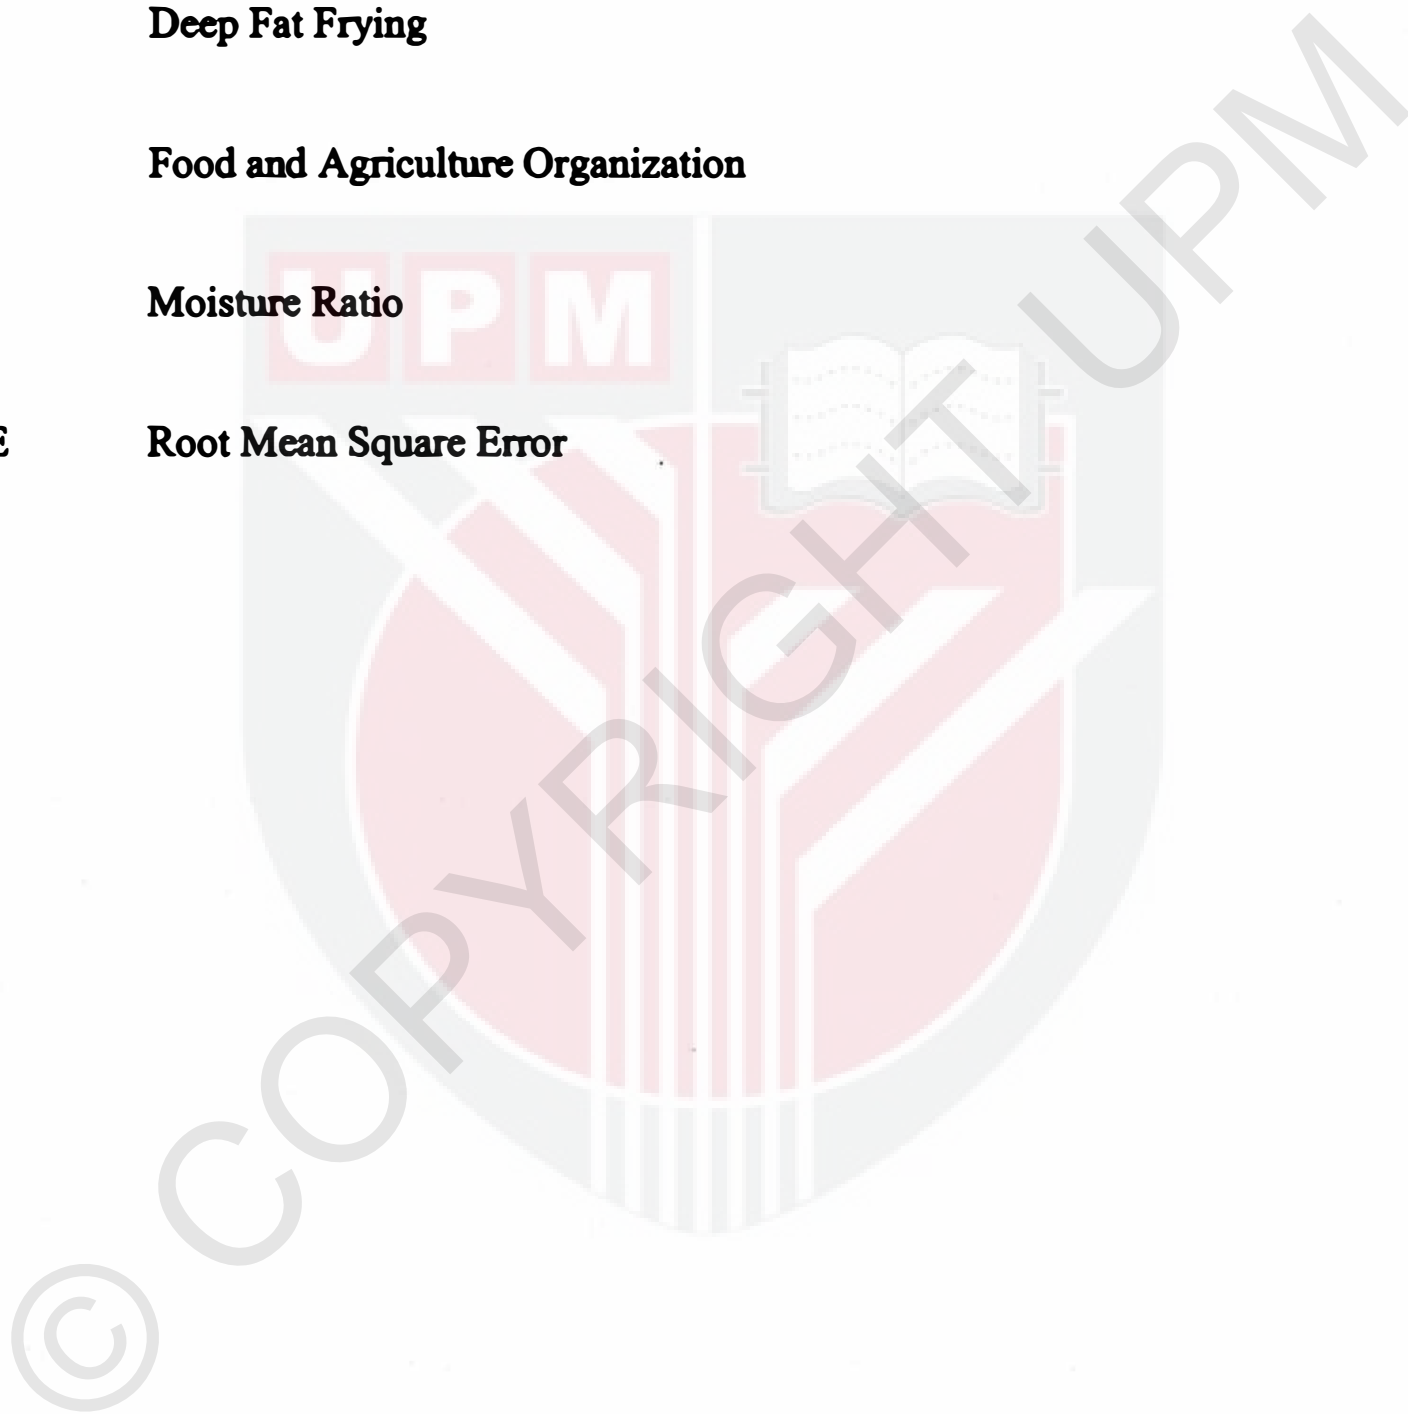 Deep Fat Frying
Food and Agriculture Organization
Moisture Ratio
E Root Mean Square Error
UPM
© COPYRIGHT UPM